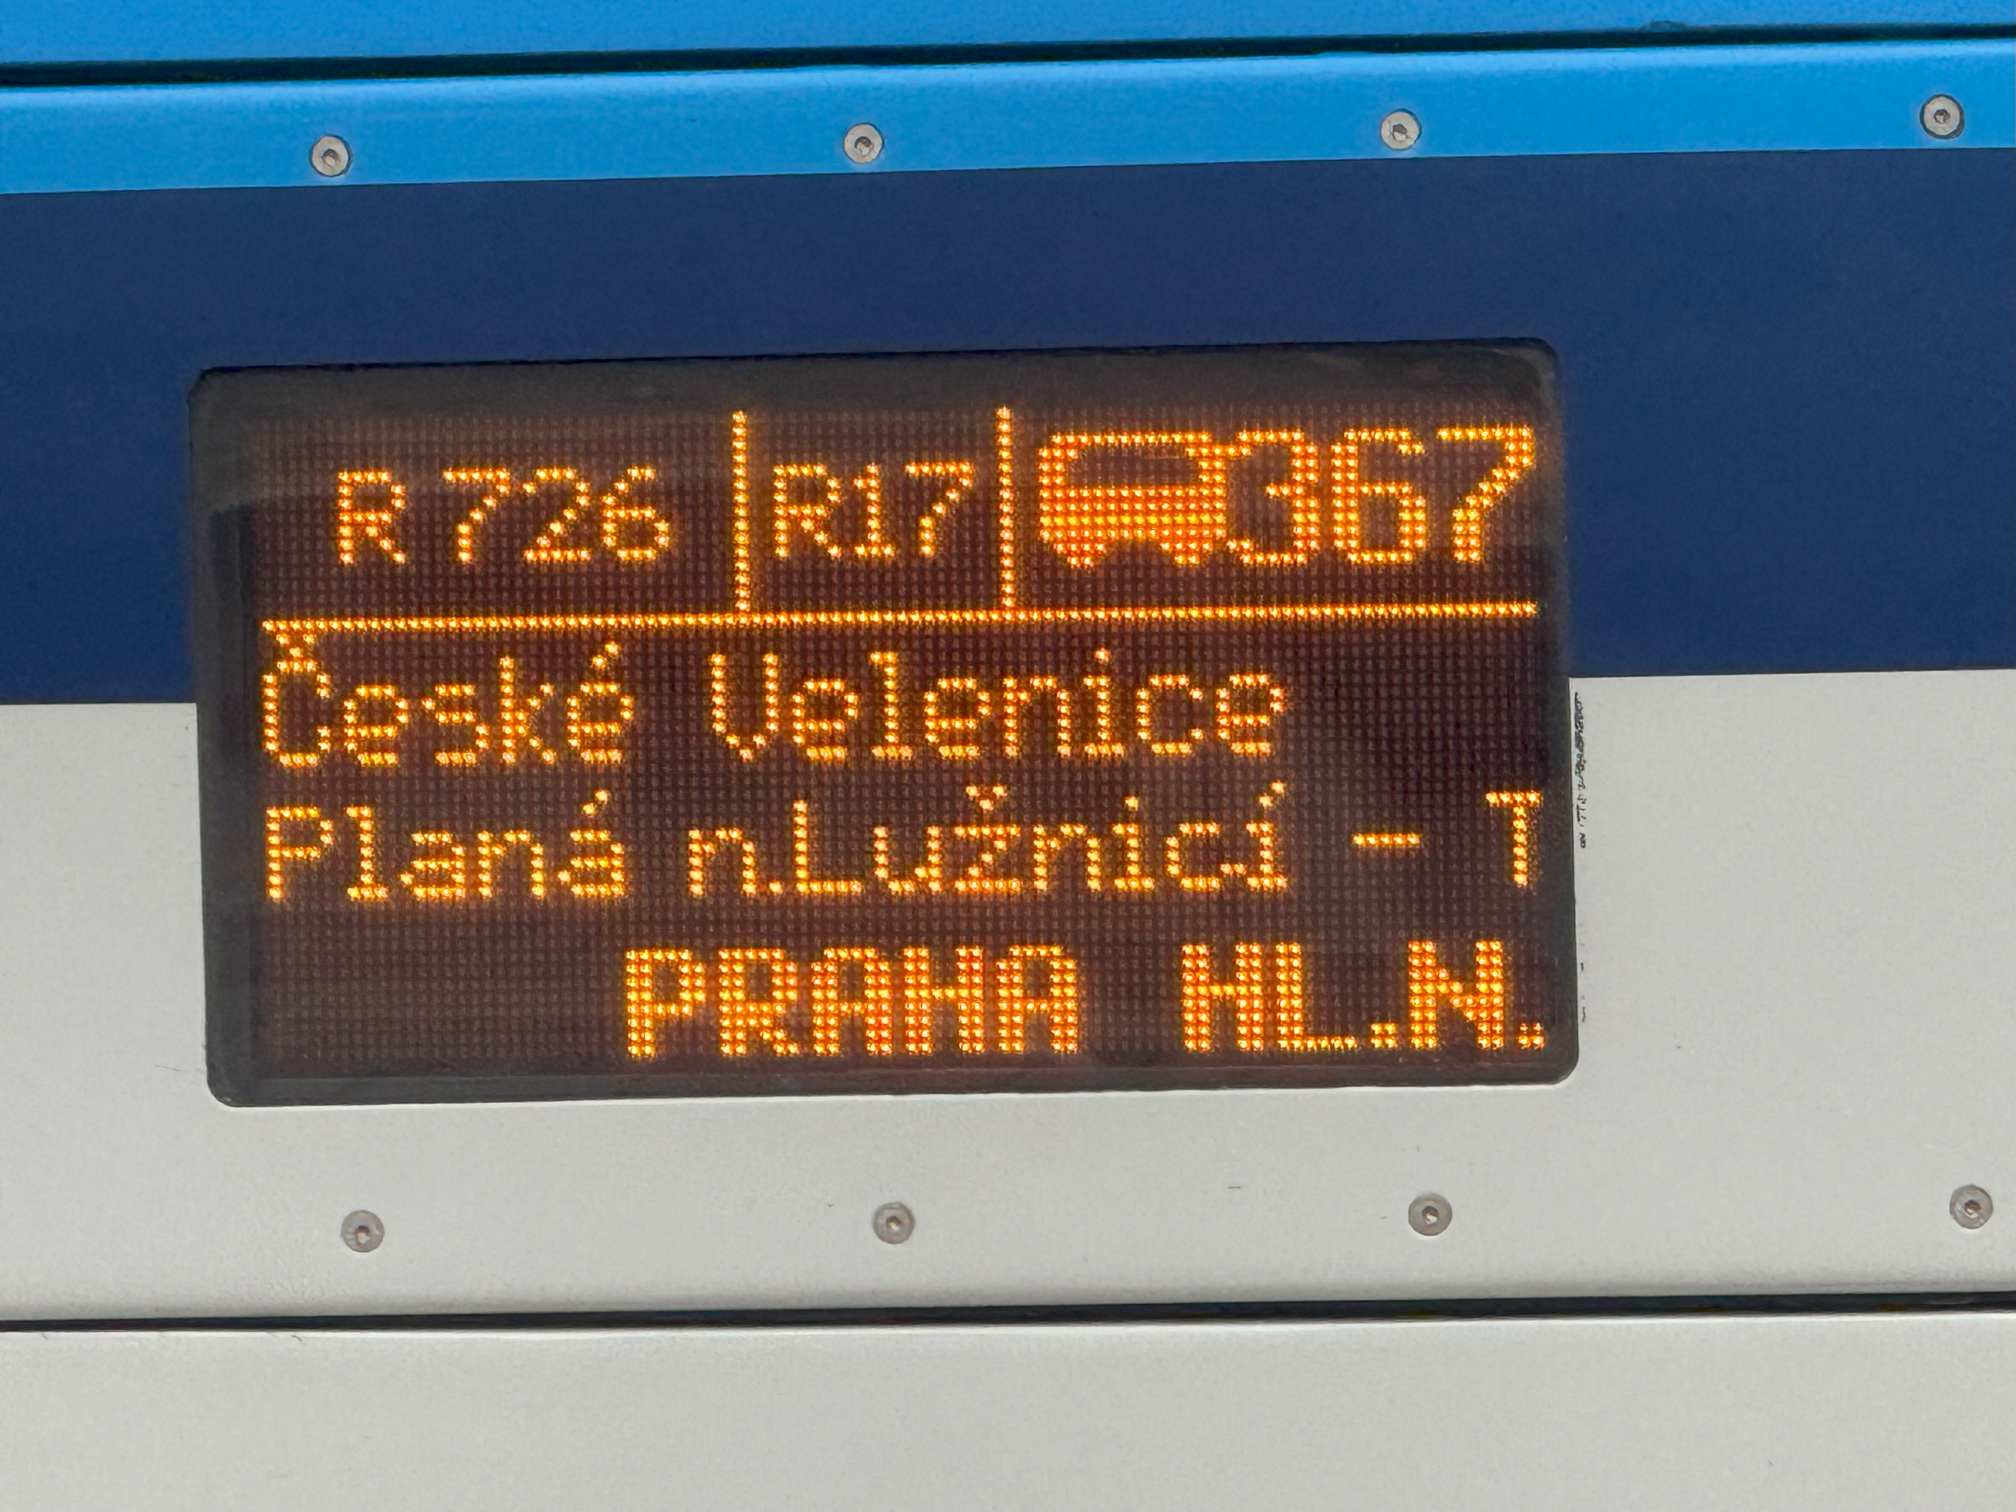 R 726 R17 367
České Velenice
Planá n.Lužnicí - T
PRAHA HL.N.